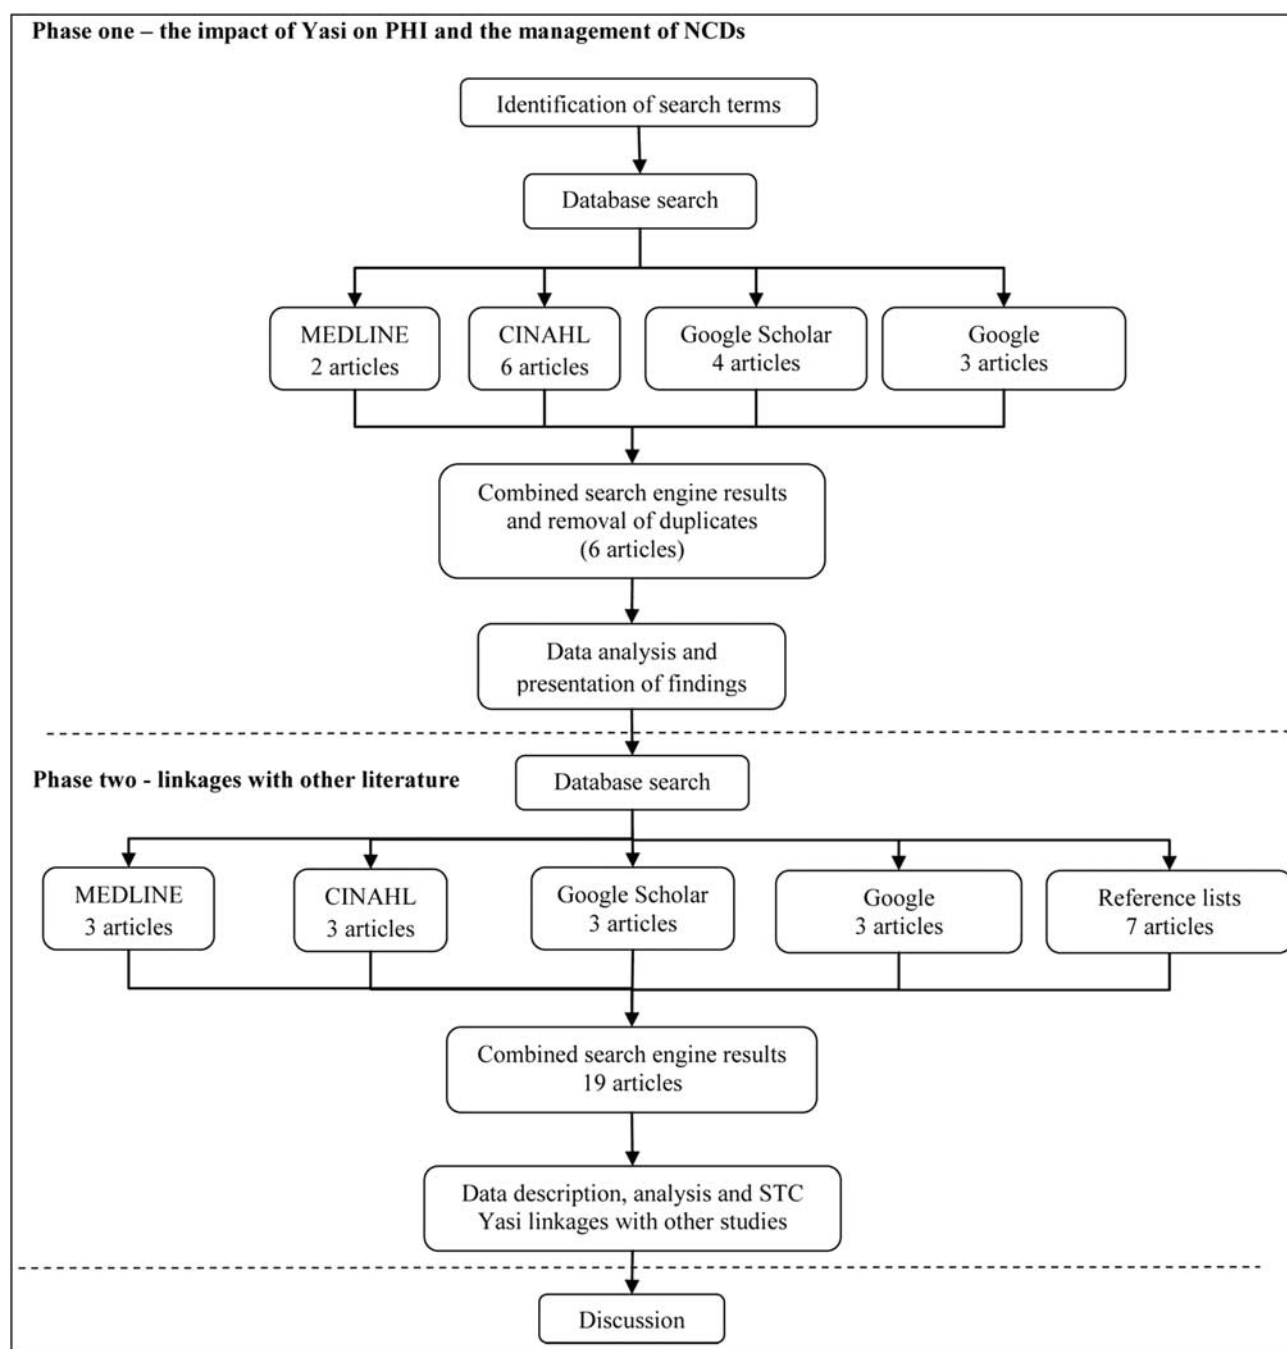 Phase one – the impact of Yasi on PHI and the management of NCDs
Identification of search terms
Database search
MEDLINE
2 articles
CINAHL
6 articles
Google Scholar
4 articles
Google
3 articles
Combined search engine results
and removal of duplicates
(6 articles)
Data analysis and
presentation of findings
Phase two - linkages with other literature
Database search
MEDLINE
3 articles
CINAHL
3 articles
Google Scholar
3 articles
Google
3 articles
Reference lists
7 articles
Combined search engine results
19 articles
Data description, analysis and STC
Yasi linkages with other studies
Discussion